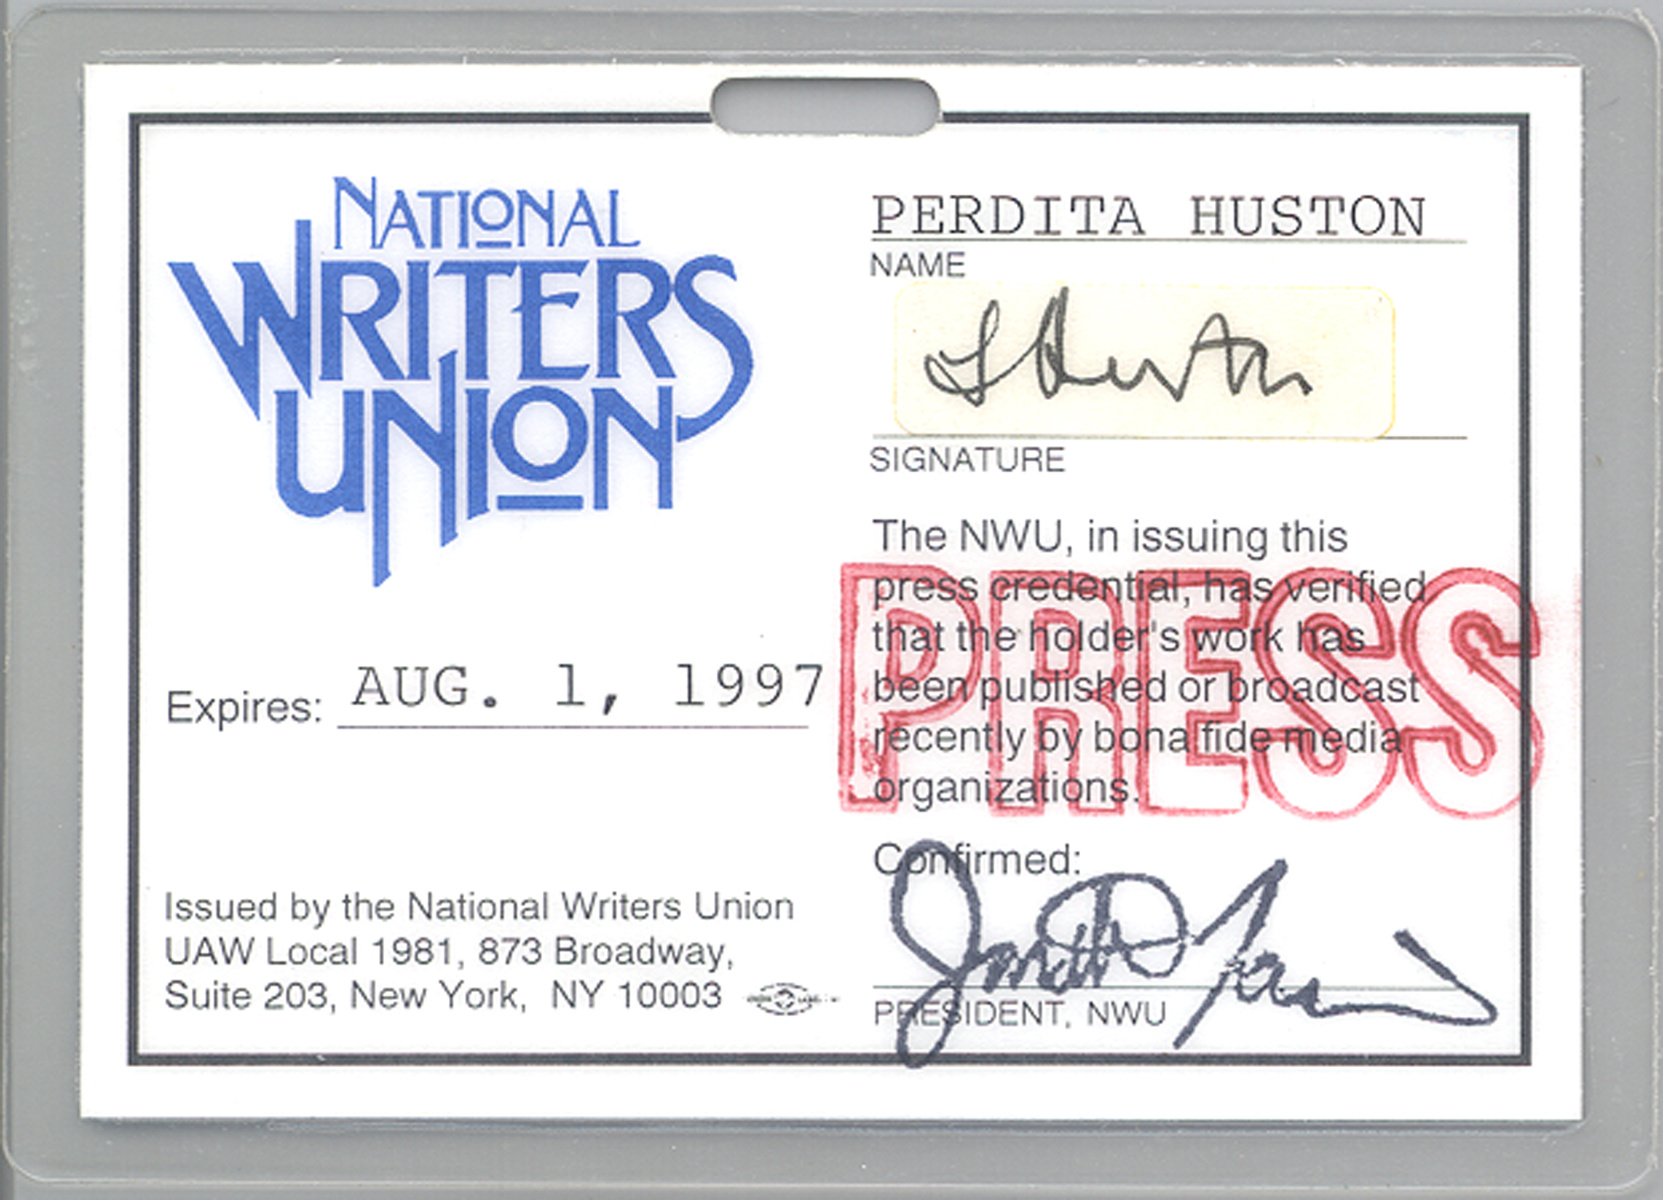 NATIONAL
WRITERS
UNION
Expires: AUG. 1, 1997
Issued by the National Writers Union
UAW Local 1981, 873 Broadway,
Suite 203, New York, NY 10003
PERDITA HUSTON
NAME
Huston
SIGNATURE
The NWU, in issuing this
press credential, has verified
that the holder's work has
been published or broadcast
recently by bona fide media
organizations.
PRESS
Confirmed:
PRESIDENT, NWU